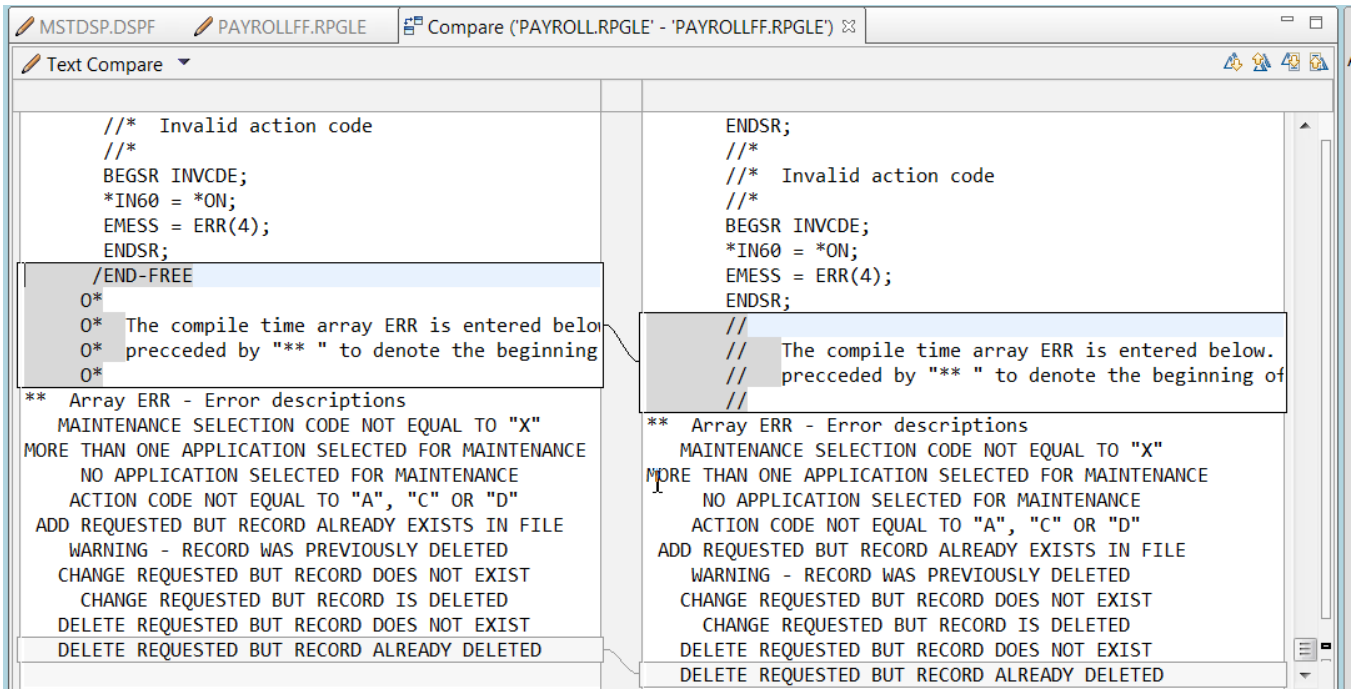 MSTDSP.DSPF PAYROLLFF.RPGLE Compare ('PAYROLL.RPGLE' - 'PAYROLLFF.RPGLE')
Text Compare
//*  Invalid action code
//*
BEGSR INVCDE;
*IN60 = *ON;
EMESS = ERR(4);
ENDSR;
/END-FREE
O*
O*  The compile time array ERR is entered belo
O*  precceded by "** " to denote the beginning
O*
**  Array ERR - Error descriptions
MAINTENANCE SELECTION CODE NOT EQUAL TO "X"
MORE THAN ONE APPLICATION SELECTED FOR MAINTENANCE
NO APPLICATION SELECTED FOR MAINTENANCE
ACTION CODE NOT EQUAL TO "A", "C" OR "D"
ADD REQUESTED BUT RECORD ALREADY EXISTS IN FILE
WARNING - RECORD WAS PREVIOUSLY DELETED
CHANGE REQUESTED BUT RECORD DOES NOT EXIST
CHANGE REQUESTED BUT RECORD IS DELETED
DELETE REQUESTED BUT RECORD DOES NOT EXIST
DELETE REQUESTED BUT RECORD ALREADY DELETED
ENDSR;
//*
//*  Invalid action code
//*
BEGSR INVCDE;
*IN60 = *ON;
EMESS = ERR(4);
ENDSR;
//
//   The compile time array ERR is entered below.
//   precceded by "** " to denote the beginning of
//
**  Array ERR - Error descriptions
MAINTENANCE SELECTION CODE NOT EQUAL TO "X"
MORE THAN ONE APPLICATION SELECTED FOR MAINTENANCE
NO APPLICATION SELECTED FOR MAINTENANCE
ACTION CODE NOT EQUAL TO "A", "C" OR "D"
ADD REQUESTED BUT RECORD ALREADY EXISTS IN FILE
WARNING - RECORD WAS PREVIOUSLY DELETED
CHANGE REQUESTED BUT RECORD DOES NOT EXIST
CHANGE REQUESTED BUT RECORD IS DELETED
DELETE REQUESTED BUT RECORD DOES NOT EXIST
DELETE REQUESTED BUT RECORD ALREADY DELETED